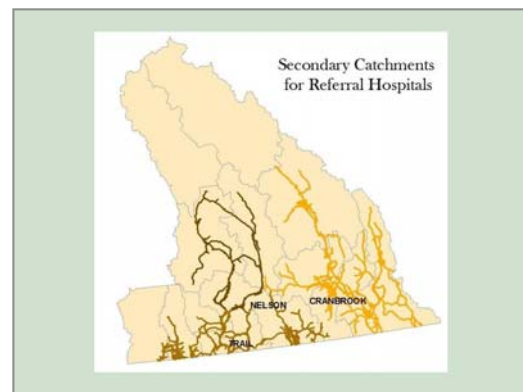 Secondary Catchments
for Referral Hospitals
NELSON
CRANBROOK
TRAIL